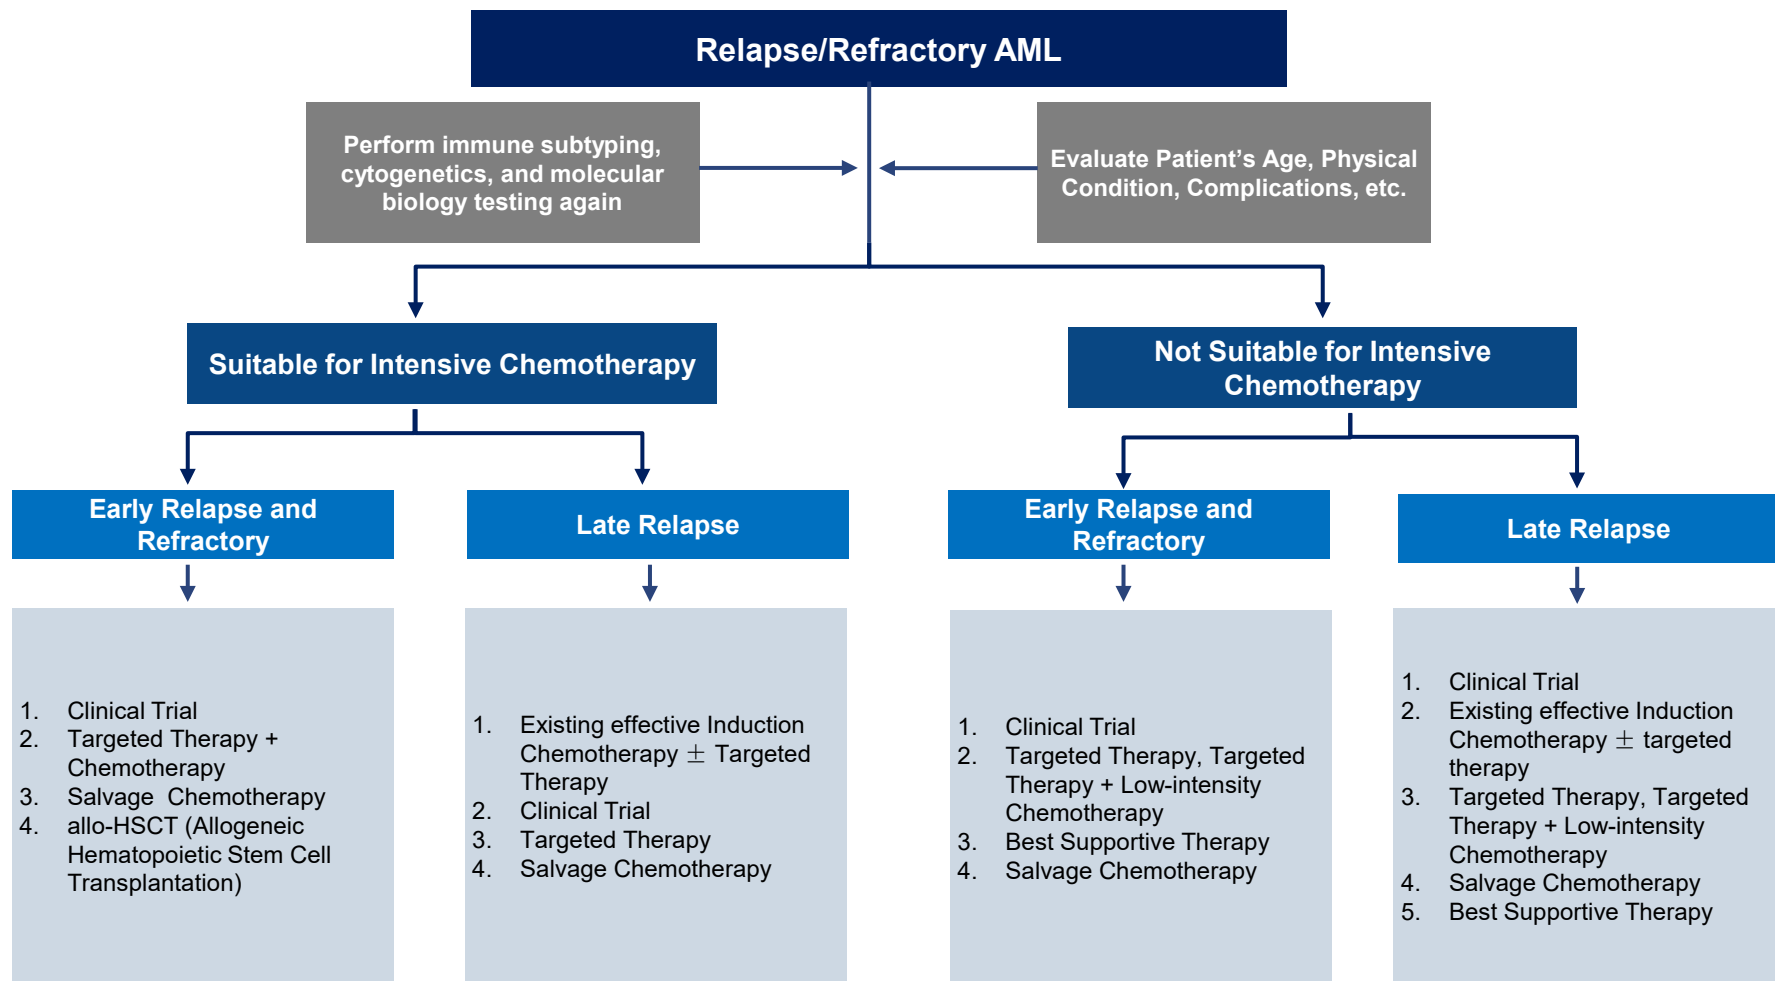 Relapse/Refractory AML
Perform immune subtyping,
cytogenetics, and molecular
biology testing again
Evaluate Patient's Age, Physical
Condition, Complications, etc.
Suitable for Intensive Chemotherapy
Not Suitable for Intensive
Chemotherapy
Early Relapse and
Refractory
Late Relapse
Early Relapse and
Refractory
Late Relapse
1. Clinical Trial
2. Targeted Therapy +
Chemotherapy
3. Salvage Chemotherapy
4. allo-HSCT (Allogeneic
Hematopoietic Stem Cell
Transplantation)
1. Existing effective Induction
Chemotherapy ± Targeted
Therapy
2. Clinical Trial
3. Targeted Therapy
4. Salvage Chemotherapy
1. Clinical Trial
2. Targeted Therapy, Targeted
Therapy + Low-intensity
Chemotherapy
3. Best Supportive Therapy
4. Salvage Chemotherapy
1. Clinical Trial
2. Existing effective Induction
Chemotherapy ± targeted
therapy
3. Targeted Therapy, Targeted
Therapy + Low-intensity
Chemotherapy
4. Salvage Chemotherapy
5. Best Supportive Therapy